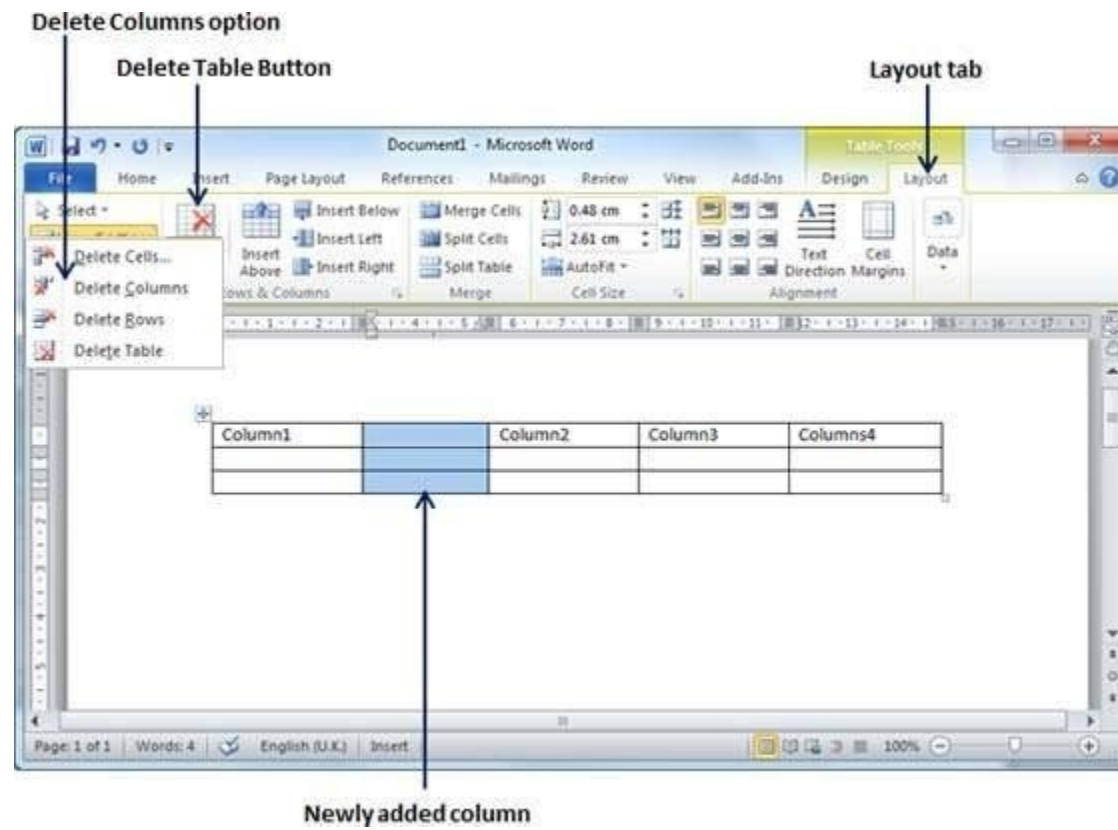 Delete Columns option
Delete Table Button
Layout tab
Document1 - Microsoft Word
Table Tools
File Home Insert Page Layout References Mailings Review View Add-Ins Design Layout
Select
Insert Below Merge Cells 0.48 cm
Delete Cells...
Insert Above
Insert Left Split Cells 2.61 cm
Text Direction Cell Margins Data
Delete Columns
Insert Right Split Table AutoFit
Merge Cell Size Alignment
Delete Rows
Delete Table
Column1 Column2 Column3 Columns4
Page: 1 of 1 Words: 4 English (U.K.) Insert 100%
Newly added column